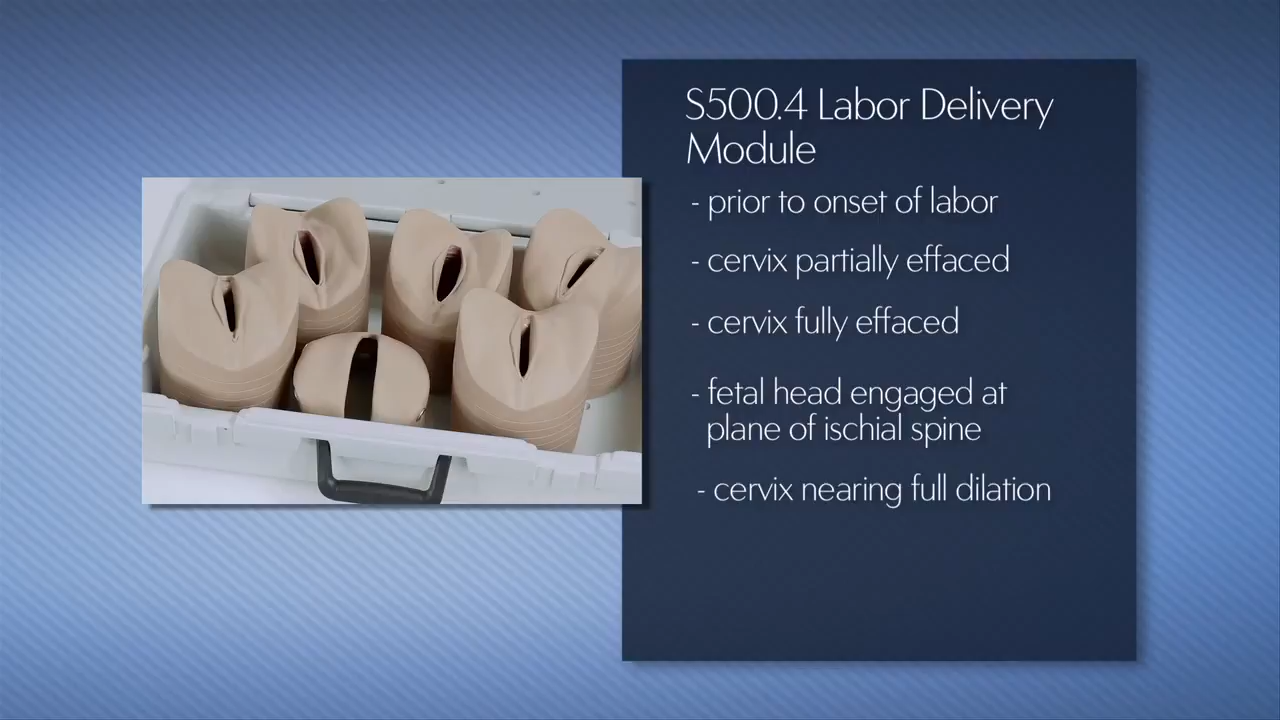 S500.4 Labor Delivery
Module
- prior to onset of labor
- cervix partially effaced
- cervix fully effaced
- fetal head engaged at
plane of ischial spine
- cervix nearing full dilation